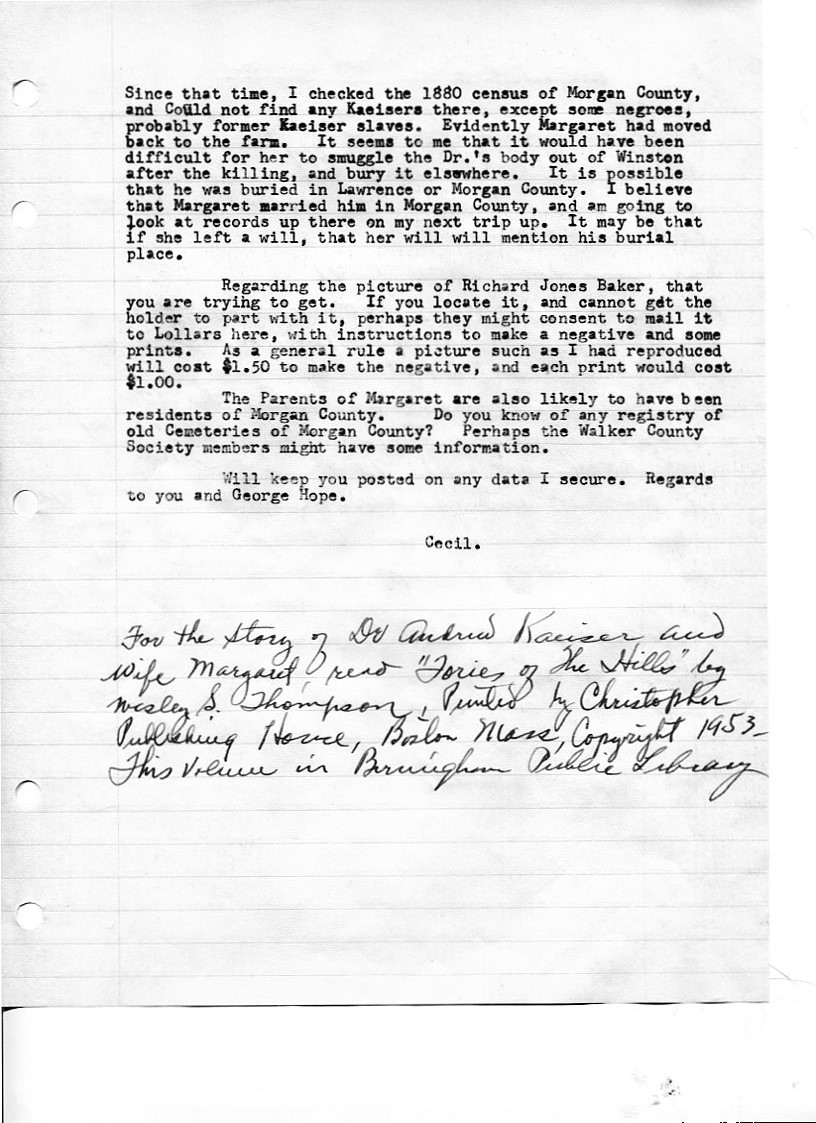 Since that time, I checked the 1880 census of Morgan County,
and Could not find any Kaeisers there, except some negroes,
probably former Kaeiser slaves. Evidently Margaret had moved
back to the farm. It seems to me that it would have been
difficult for her to smuggle the Dr.'s body out of Winston
after the killing, and bury it elsewhere. It is possible
that he was buried in Lawrence or Morgan County. I believe
that Margaret married him in Morgan County, and am going to
look at records up there on my next trip up. It may be that
if she left a will, that her will will mention his burial
place.
Regarding the picture of Richard Jones Baker, that
you are trying to get. If you locate it, and cannot get the
holder to part with it, perhaps they might consent to mail it
to Lollars here, with instructions to make a negative and some
prints. As a general rule a picture such as I had reproduced
will cost $1.50 to make the negative, and each print would cost
$1.00.
The Parents of Margaret are also likely to have been
residents of Morgan County. Do you know of any registry of
old Cemeteries of Morgan County? Perhaps the Walker County
Society members might have some information.
Will keep you posted on any data I secure. Regards
to you and George Hope.
Cecil.
For the story of Dr Andrew Kaeiser and
wife Margaret, read "Tories of The Hills" by
Wesley S. Thompson, Printed by Christopher
Publishing House, Boston Mass, Copyright 1953-
This volume in Birmingham Public Library